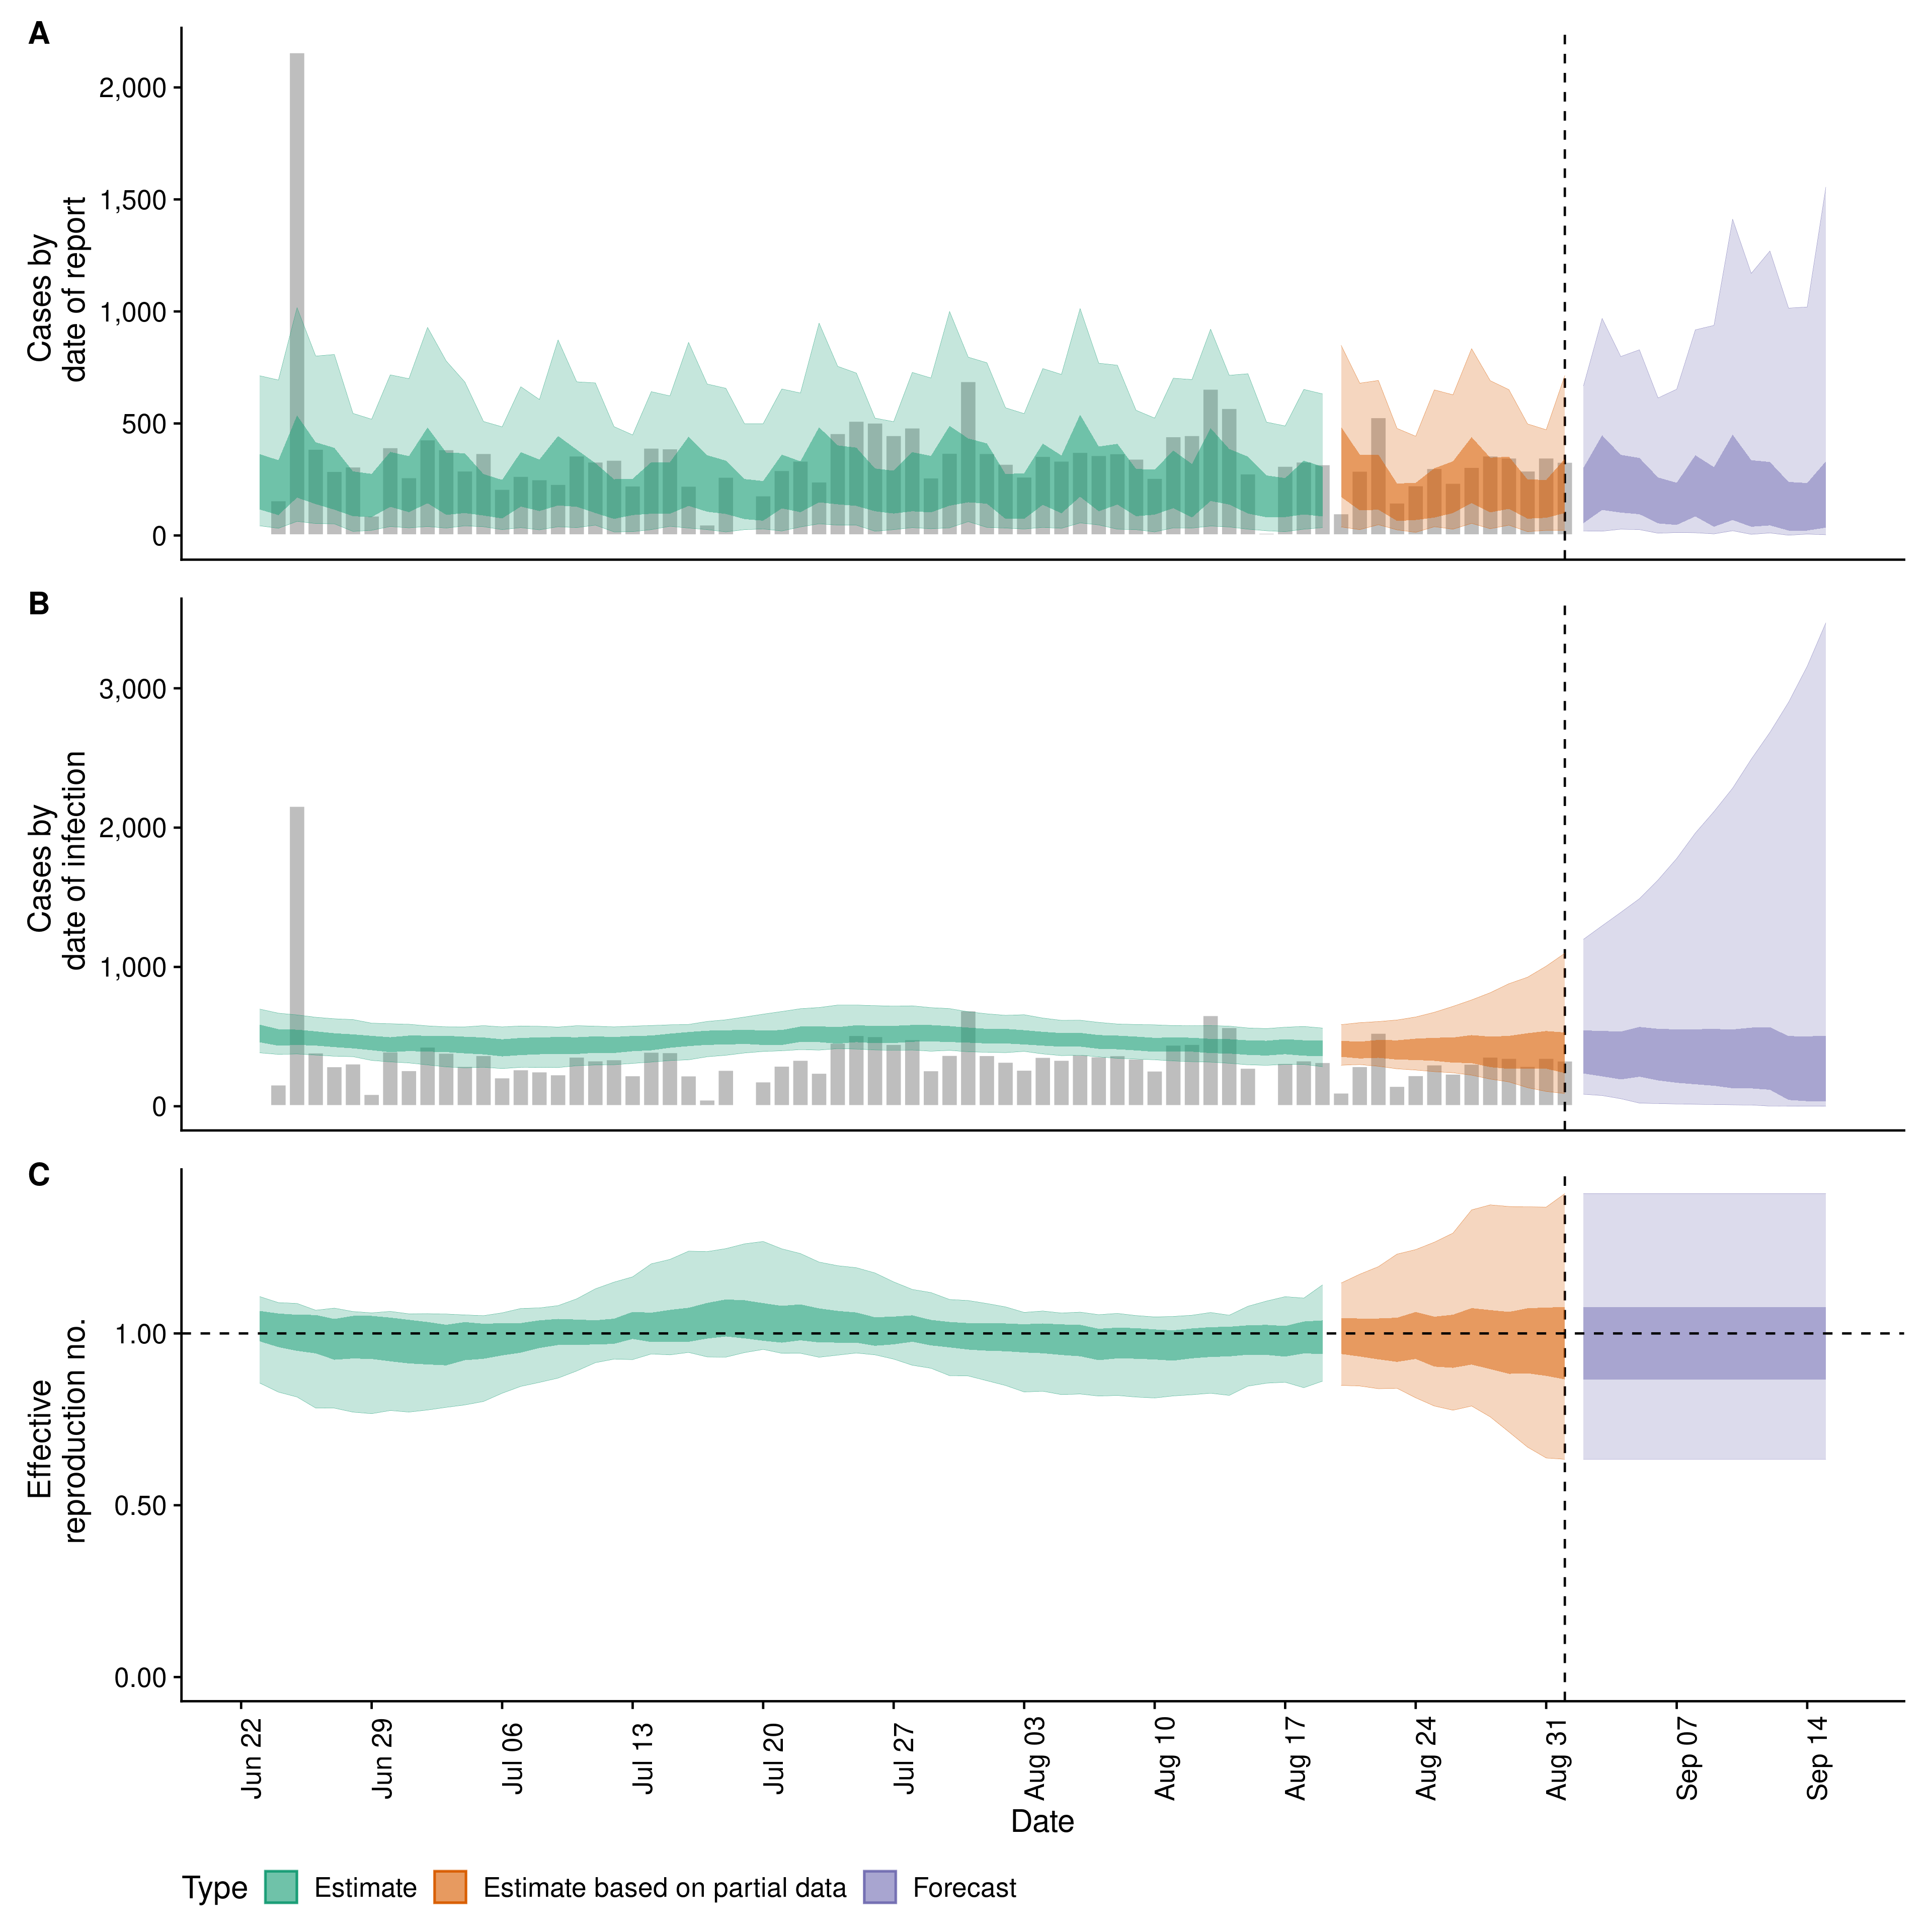 A
Cases by
date of report
2,000
1,500
1,000
500
0
B
Cases by
date of infection
3,000
2,000
1,000
0
C
Effective
reproduction no.
1.00
0.50
0.00
Jun 22
Jun 29
Jul 06
Jul 13
Jul 20
Jul 27
Aug 03
Aug 10
Aug 17
Aug 24
Aug 31
Sep 07
Sep 14
Date
Type Estimate Estimate based on partial data Forecast